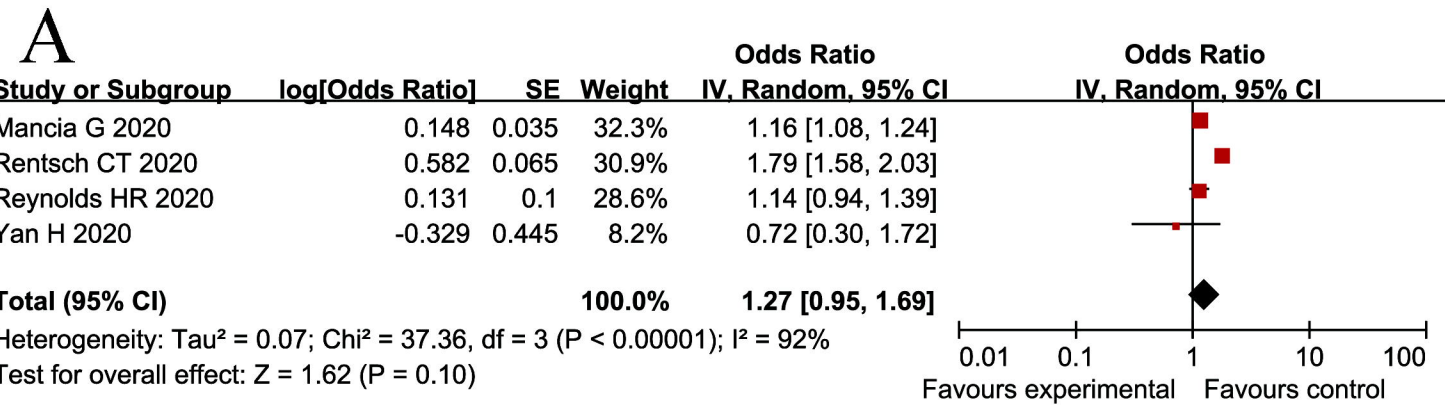 A
Odds Ratio Odds Ratio
Study or Subgroup log[Odds Ratio] SE Weight IV, Random, 95% CI IV, Random, 95% CI
Mancia G 2020 0.148 0.035 32.3% 1.16 [1.08, 1.24]
Rentsch CT 2020 0.582 0.065 30.9% 1.79 [1.58, 2.03]
Reynolds HR 2020 0.131 0.1 28.6% 1.14 [0.94, 1.39]
Yan H 2020 -0.329 0.445 8.2% 0.72 [0.30, 1.72]
Total (95% CI) 100.0% 1.27 [0.95, 1.69]
Heterogeneity: Tau² = 0.07; Chi² = 37.36, df = 3 (P < 0.00001); I² = 92%
Test for overall effect: Z = 1.62 (P = 0.10)
0.01 0.1 1 10 100
Favours experimental Favours control